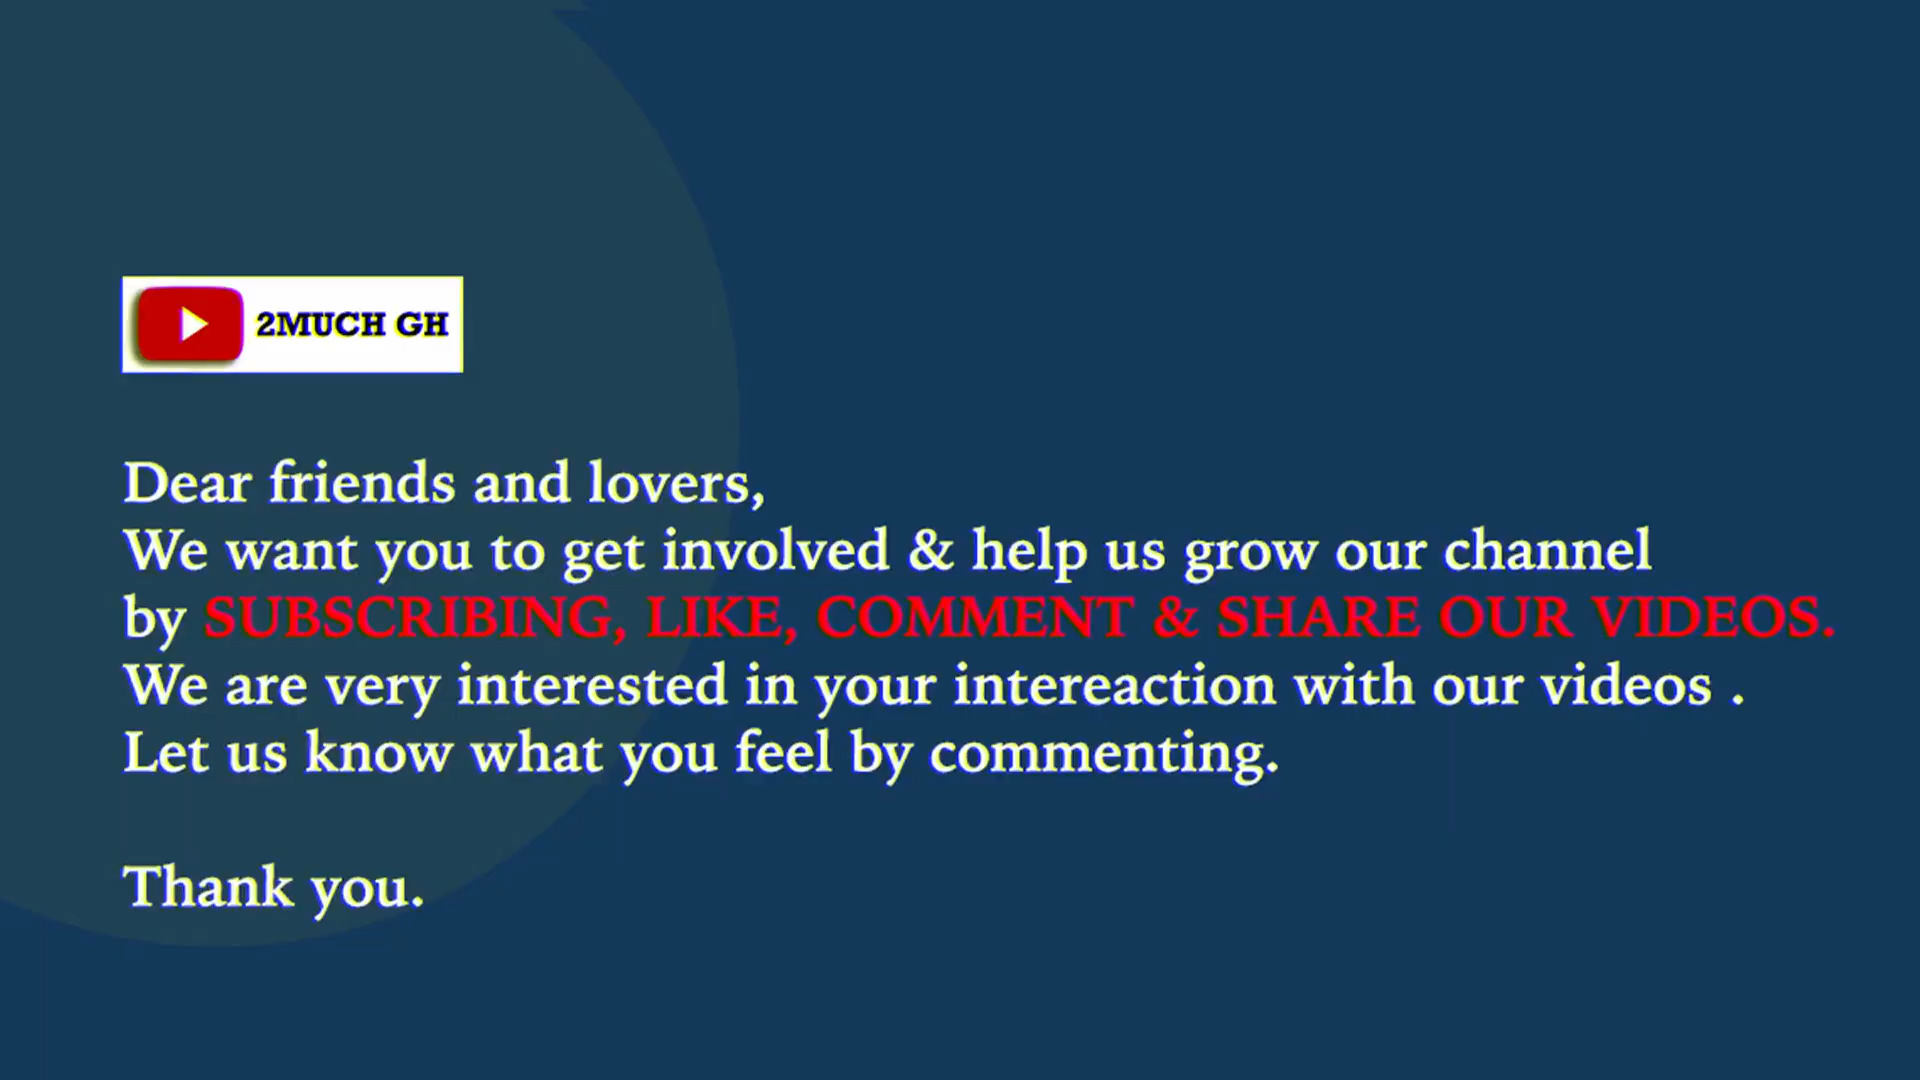 2MUCH GH
Dear friends and lovers,
We want you to get involved & help us grow our channel
by SUBSCRIBING, LIKE, COMMENT & SHARE OUR VIDEOS.
We are very interested in your intereaction with our videos .
Let us know what you feel by commenting.
Thank you.